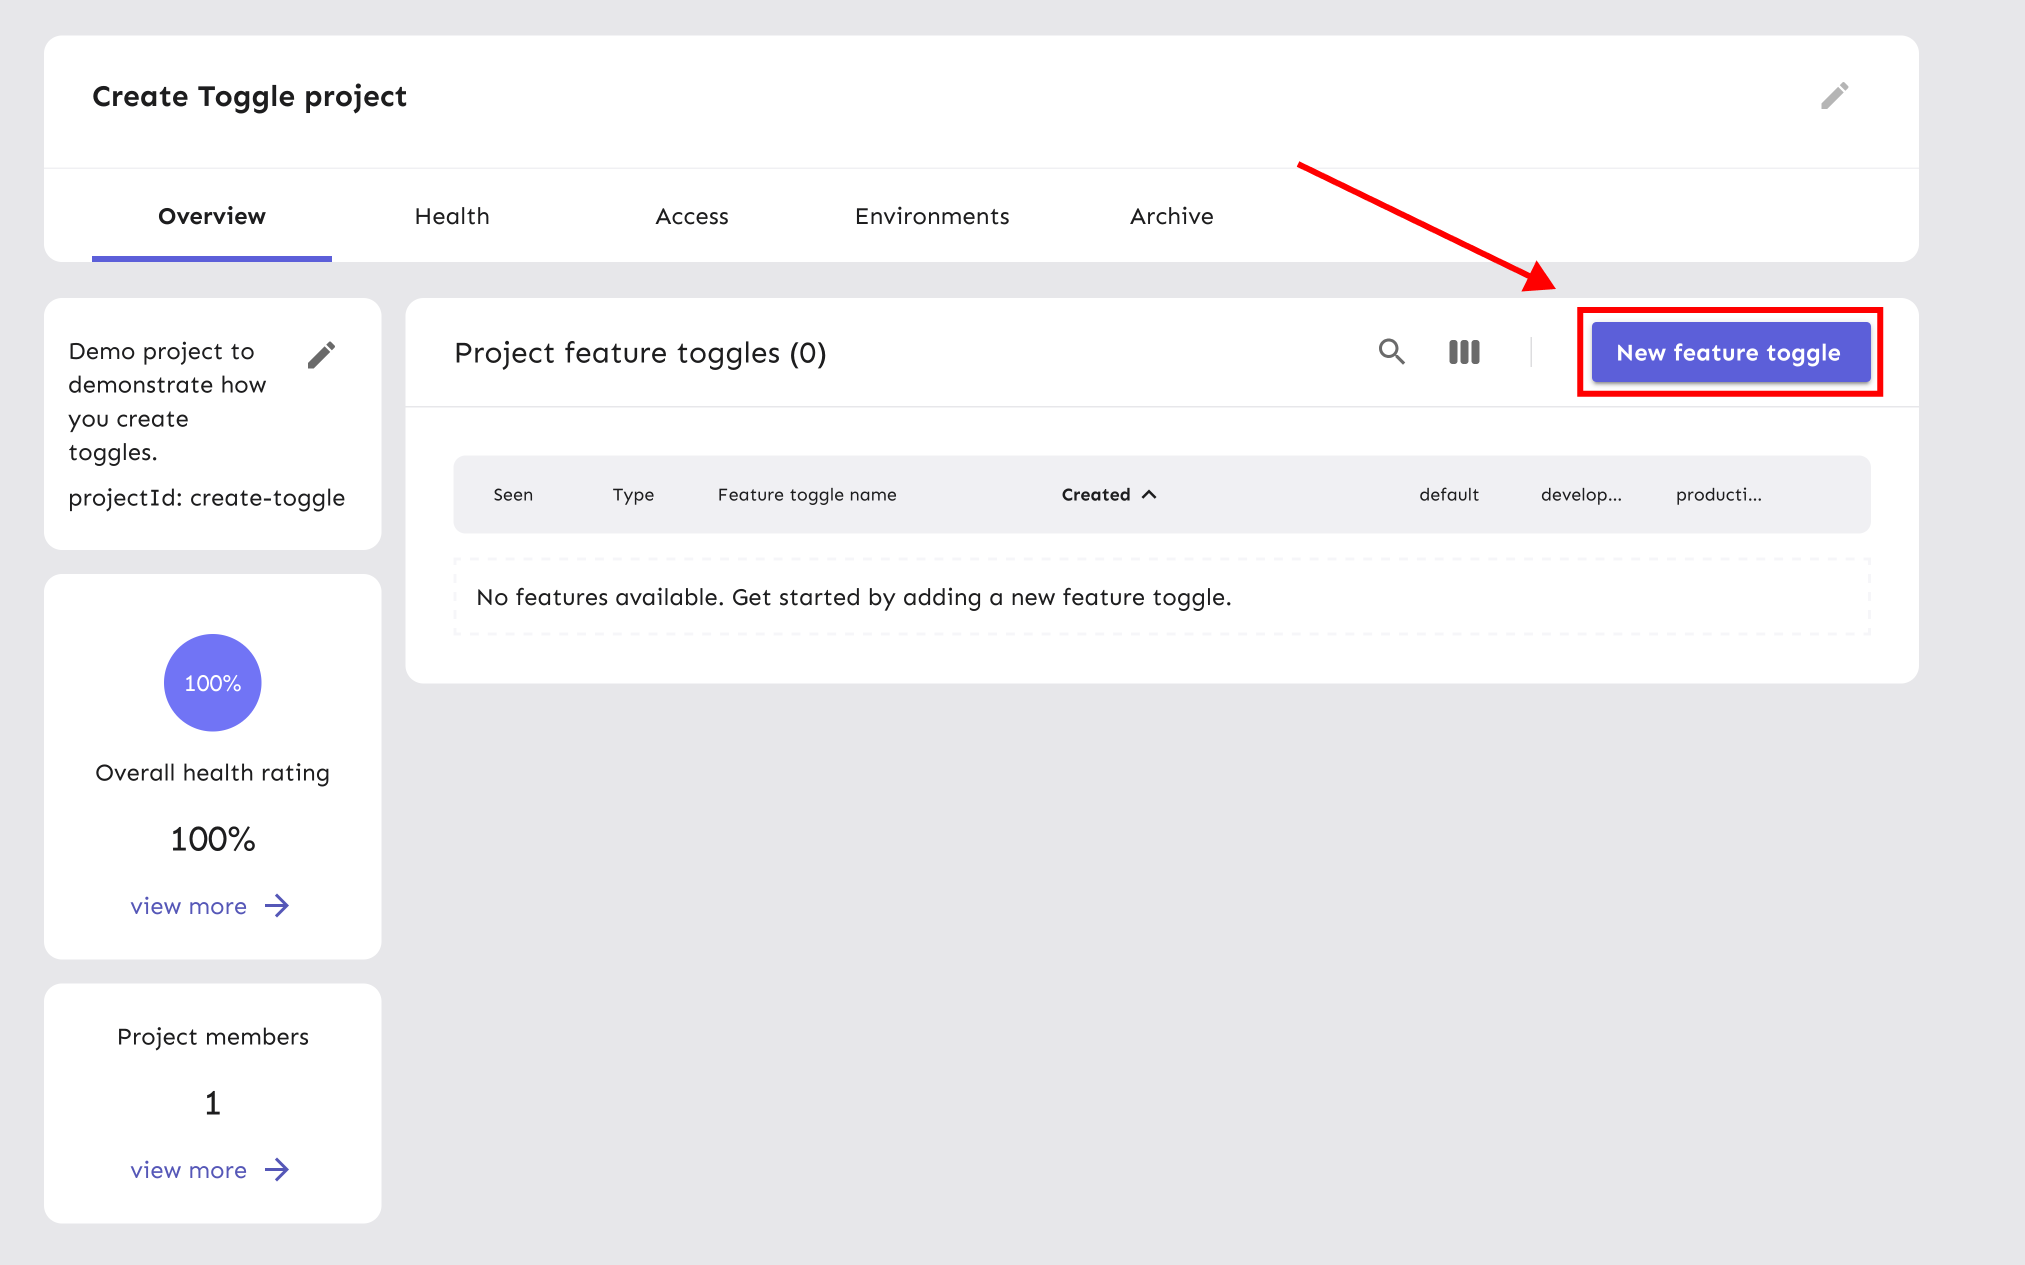 Create Toggle project
Overview
Health
Access
Environments
Archive
Demo project to
demonstrate how
you create
toggles.
projectId: create-toggle
100%
Overall health rating
100%
view more
Project members
1
view more
Project feature toggles (0)
New feature toggle
Seen
Type
Feature toggle name
Created
default
develop...
producti...
No features available. Get started by adding a new feature toggle.